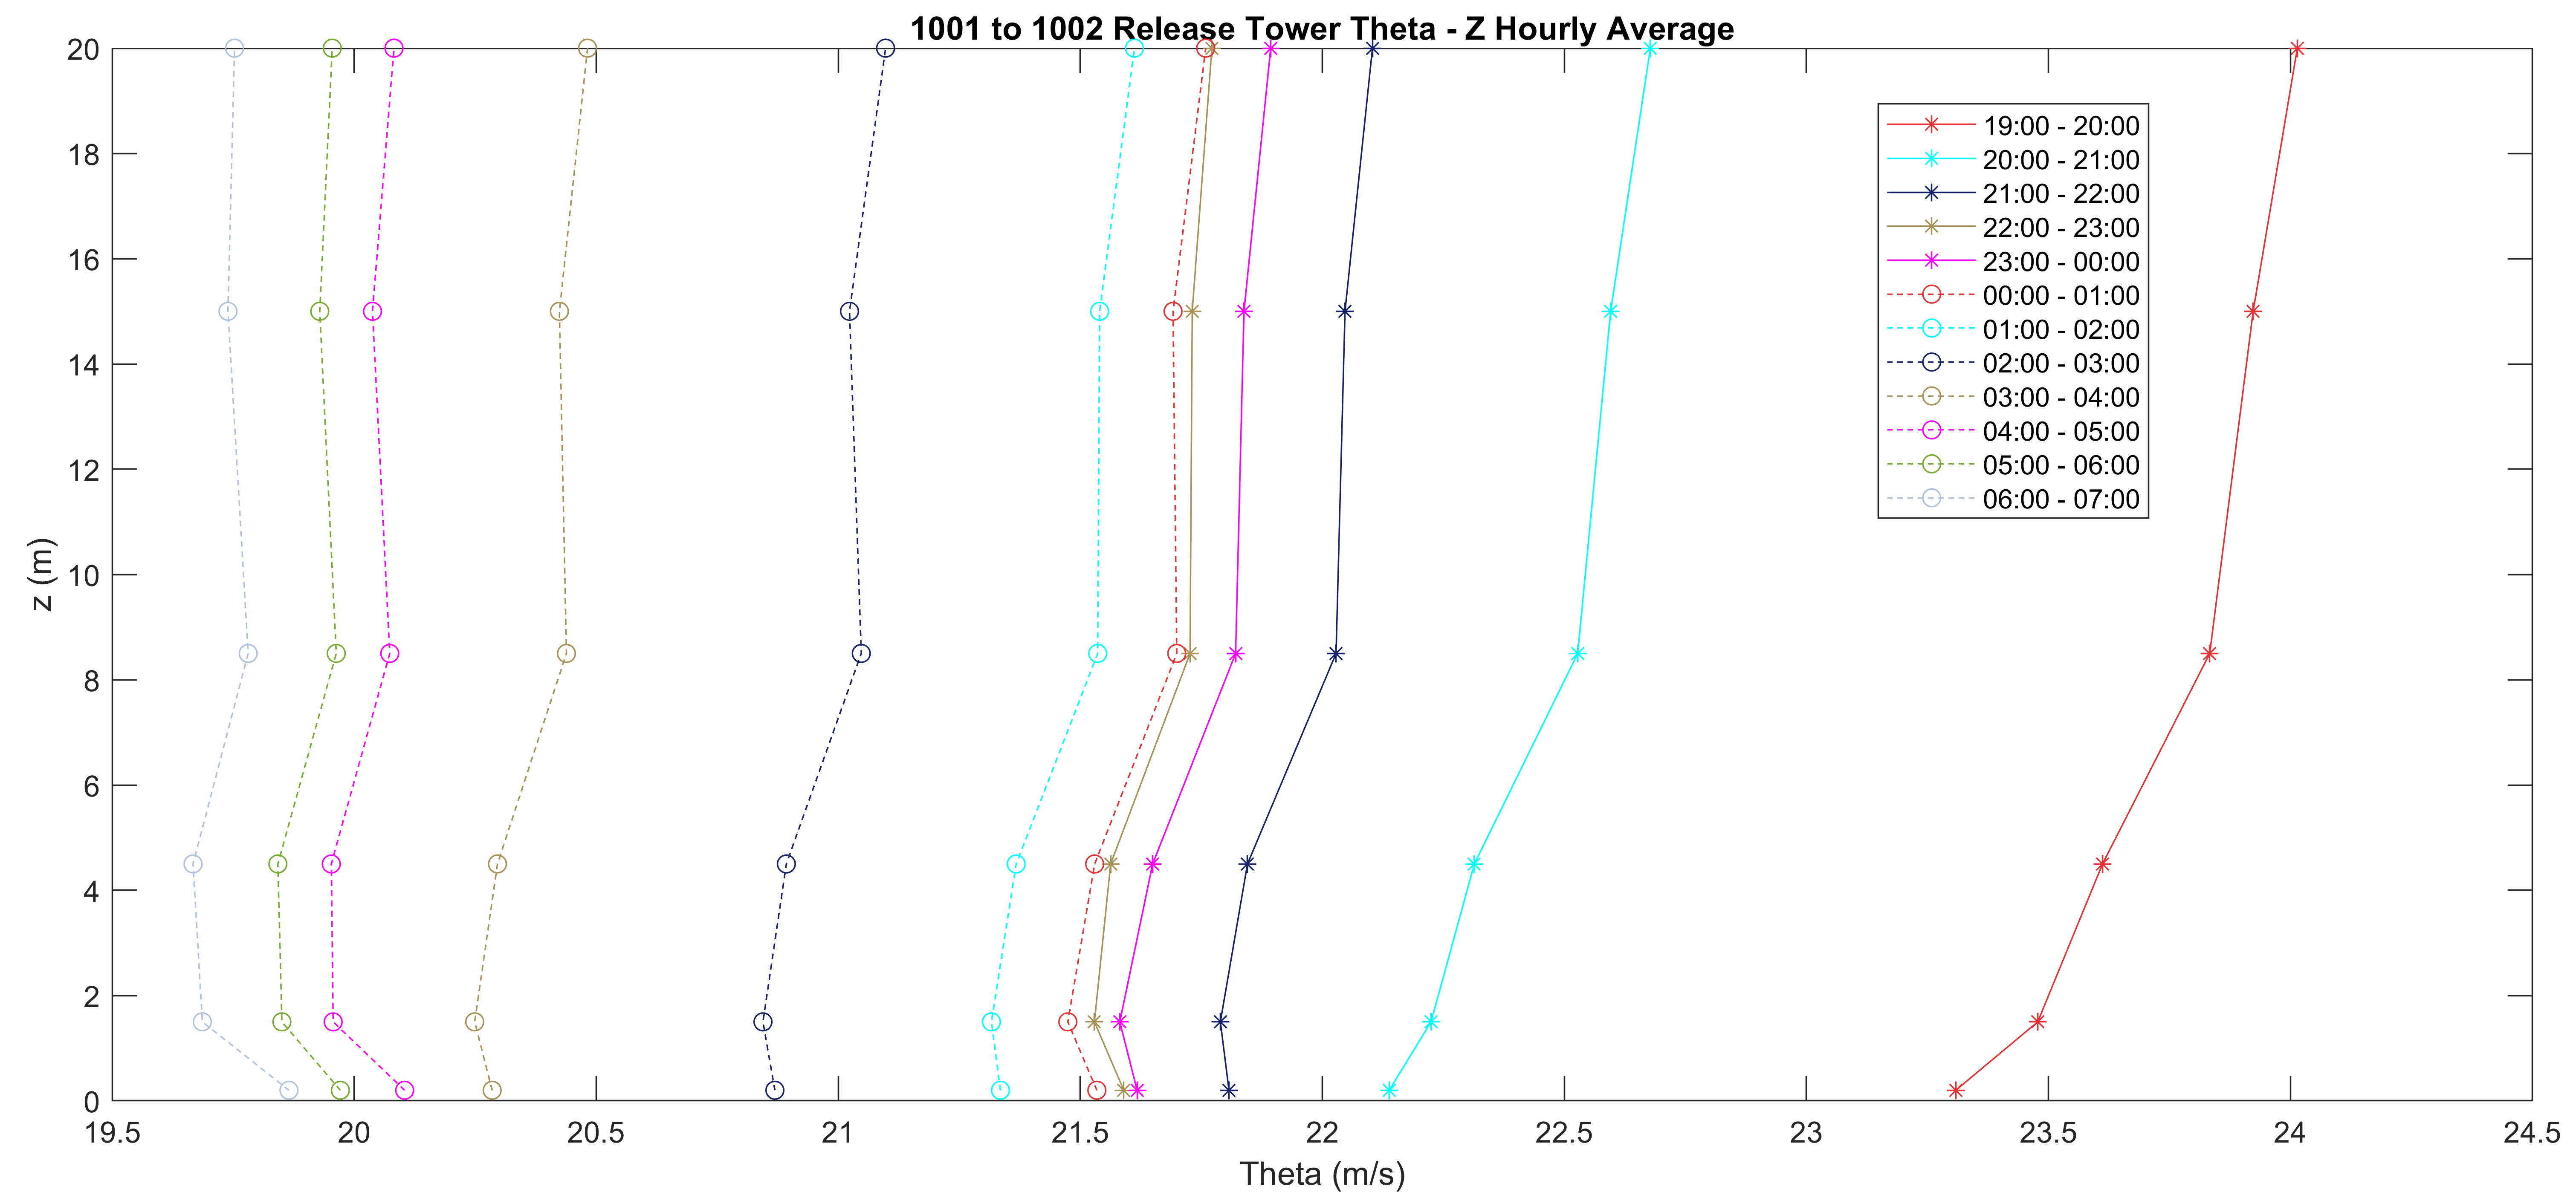 1001 to 1002 Release Tower Theta - Z Hourly Average
20
18
16
14
12
10
8
6
4
2
0
z (m)
19:00 - 20:00
20:00 - 21:00
21:00 - 22:00
22:00 - 23:00
23:00 - 00:00
00:00 - 01:00
01:00 - 02:00
02:00 - 03:00
03:00 - 04:00
04:00 - 05:00
05:00 - 06:00
06:00 - 07:00
19.5 20 20.5 21 21.5 22 22.5 23 23.5 24 24.5
Theta (m/s)